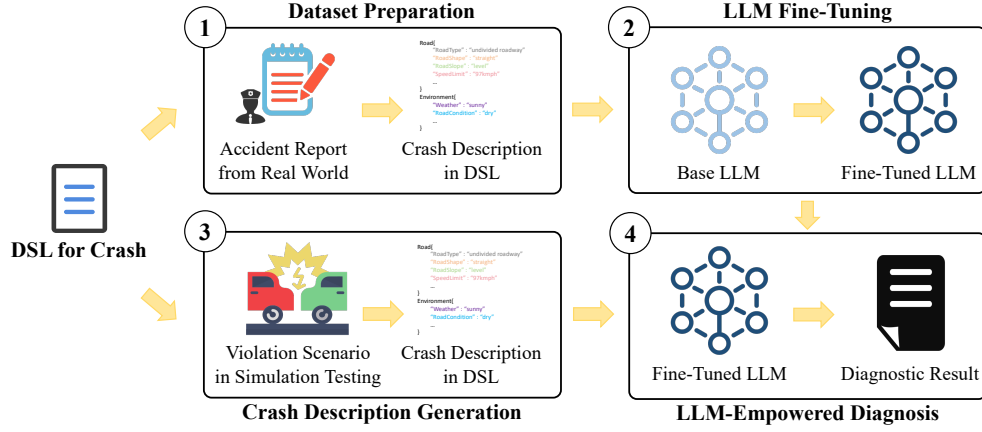 Dataset Preparation
LLM Fine-Tuning
1
Road{
"RoadType" : "undivided roadway"
"RoadShape" : "straight"
"RoadSlope" : "level"
"SpeedLimit" : "97kmph"
...
}
Environment{
"Weather" : "sunny"
"RoadCondition" : "dry"
...
}
Accident Report
from Real World
Crash Description
in DSL
2
Base LLM
Fine-Tuned LLM
DSL for Crash
3
Road{
"RoadType" : "undivided roadway"
"RoadShape" : "straight"
"RoadSlope" : "level"
"SpeedLimit" : "97kmph"
...
}
Environment{
"Weather" : "sunny"
"RoadCondition" : "dry"
...
}
Violation Scenario
in Simulation Testing
Crash Description
in DSL
4
Fine-Tuned LLM
Diagnostic Result
Crash Description Generation
LLM-Empowered Diagnosis